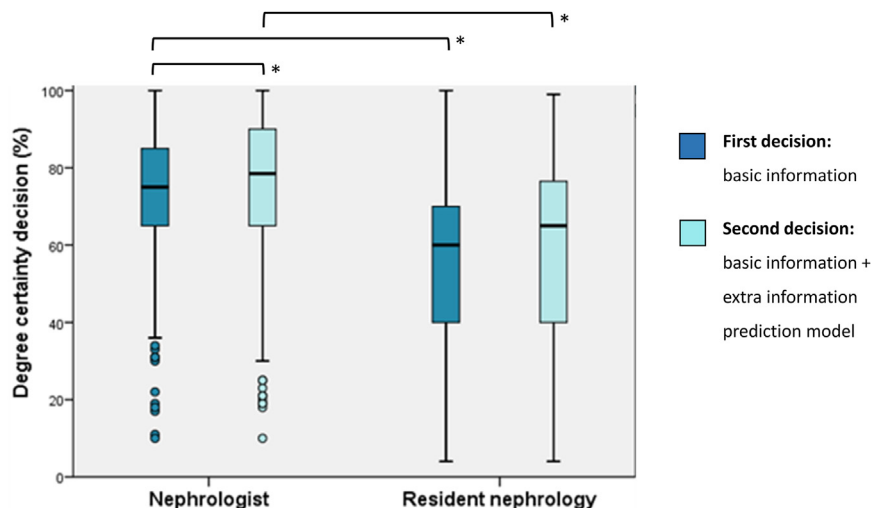 *
*
*
Degree certainty decision (%)
100
80
60
40
20
0
Nephrologist
Resident nephrology
First decision:
basic information
Second decision:
basic information +
extra information
prediction model